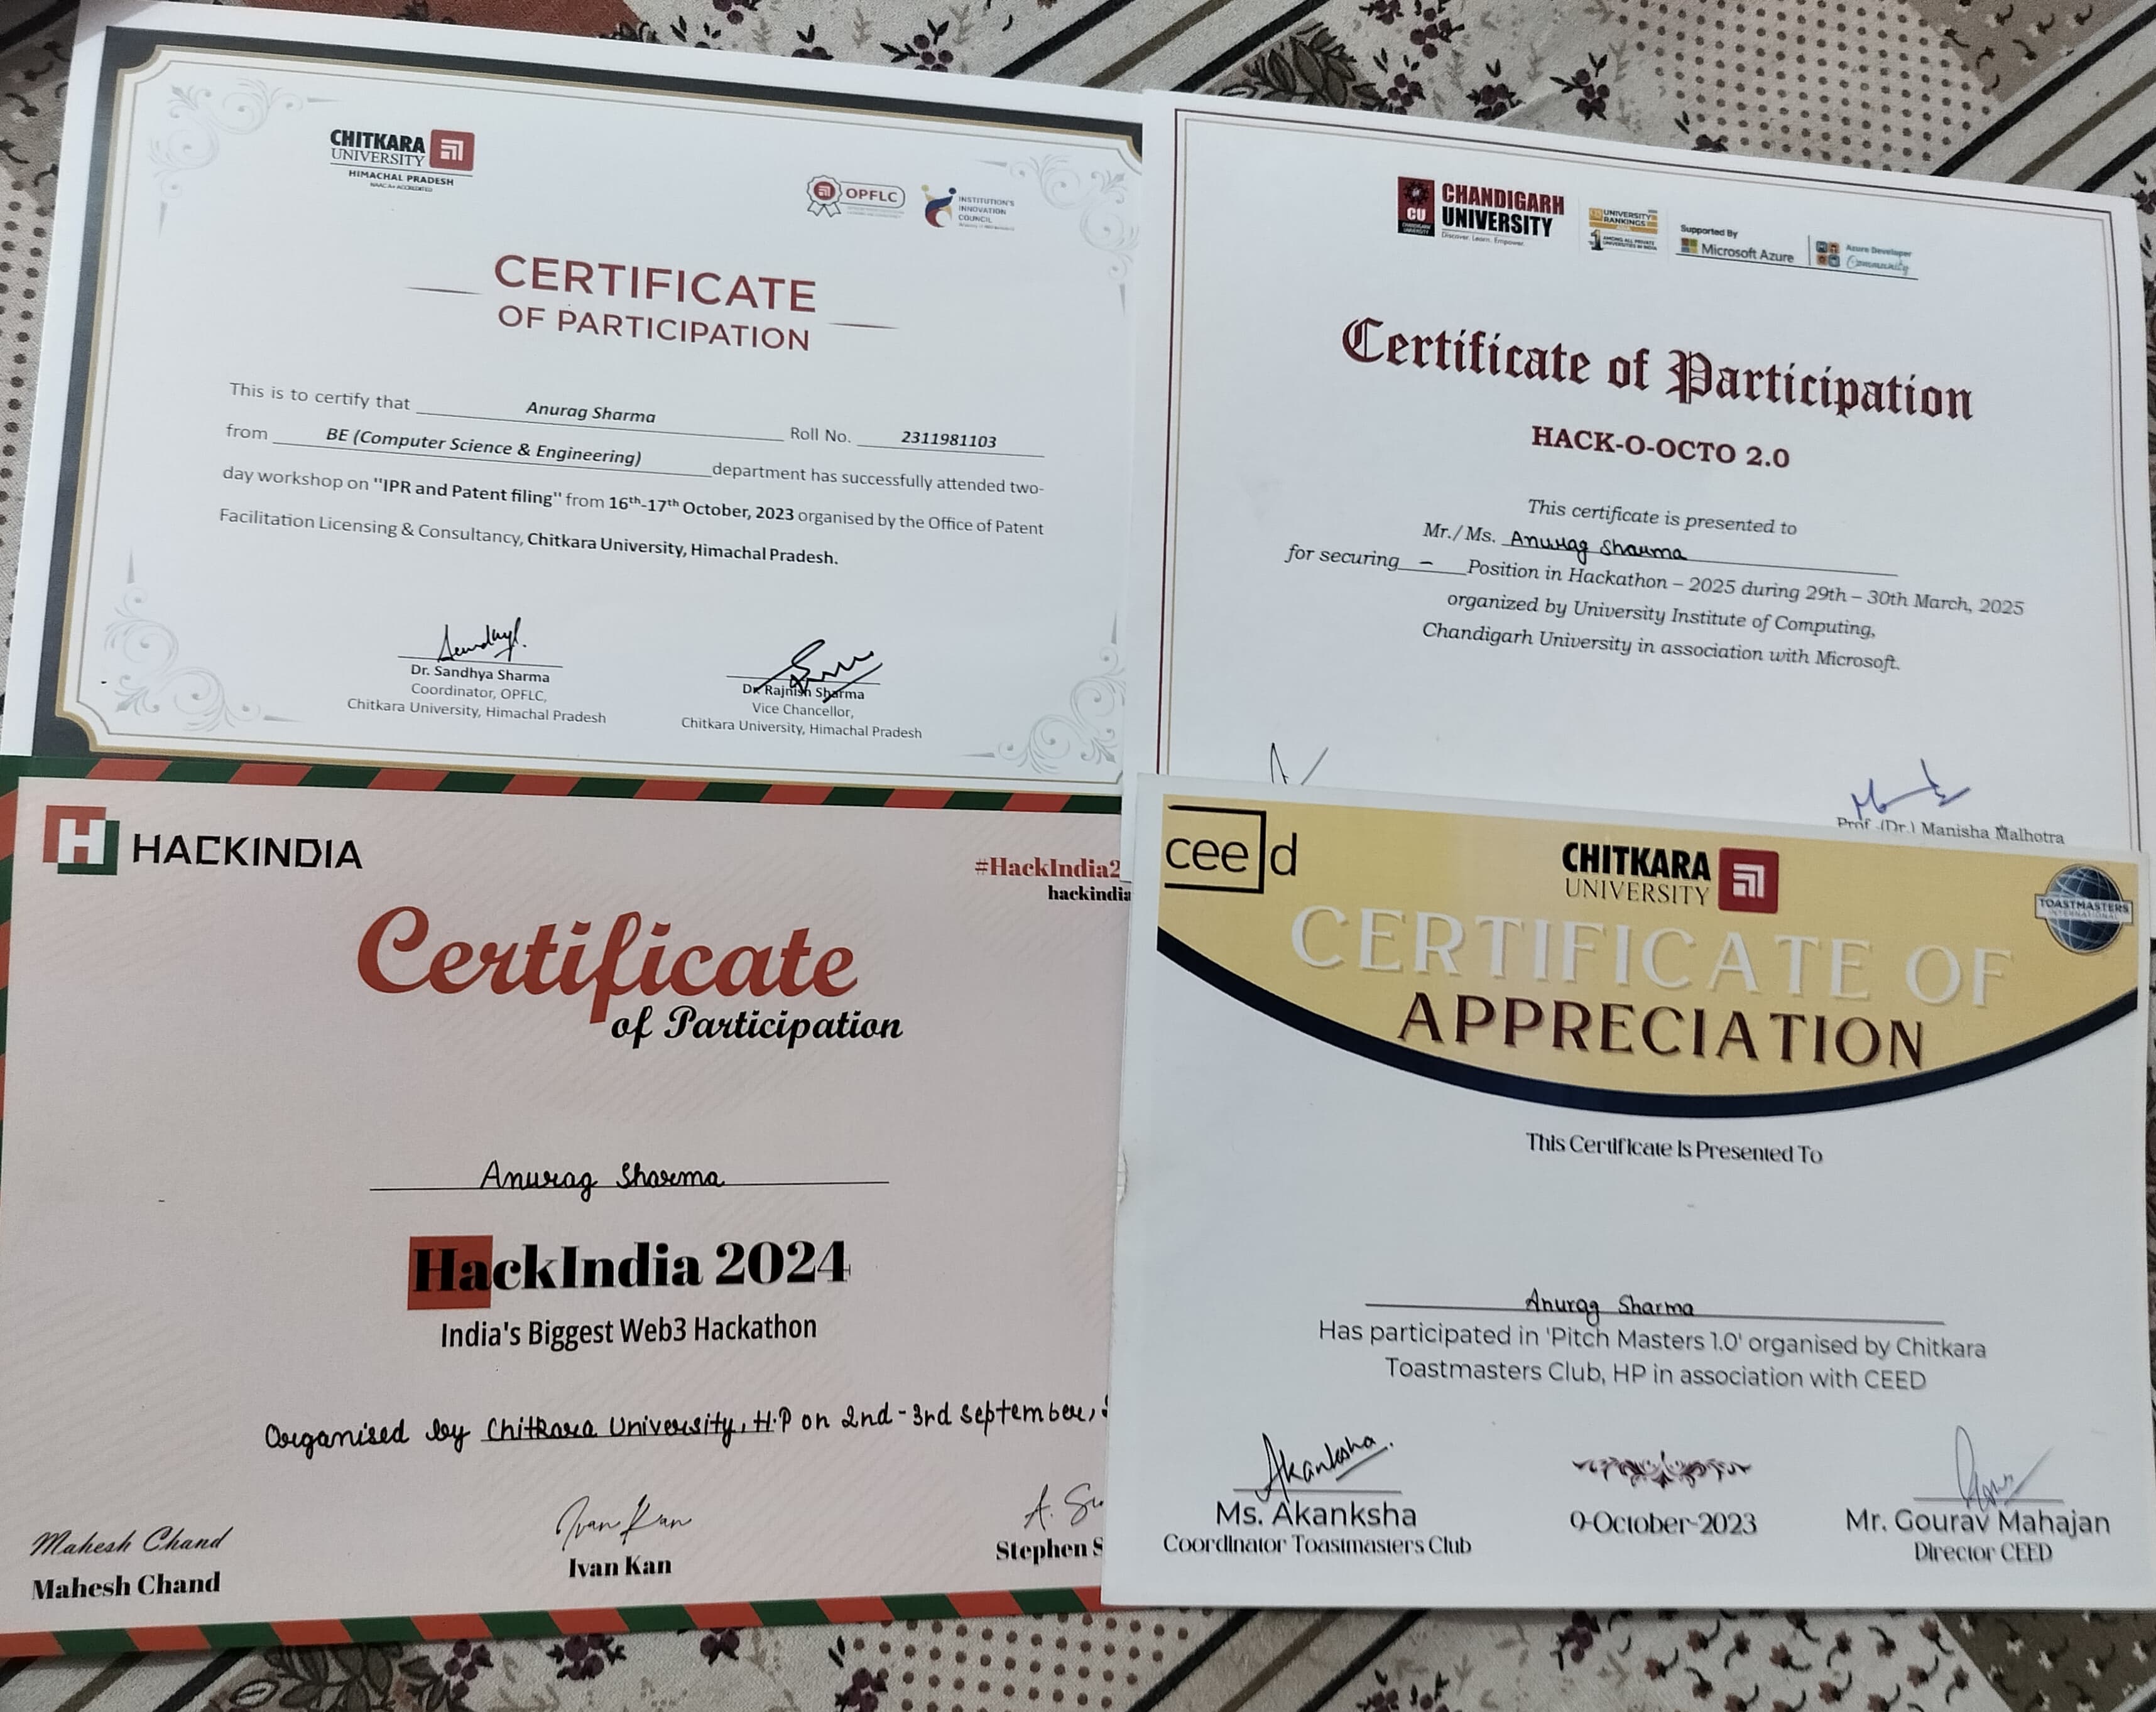 CHITKARA
UNIVERSITY
HIMACHAL PRADESH
OPFLC
INSTITUTION'S
INNOVATION
COUNCIL
CERTIFICATE
OF PARTICIPATION
This is to certify that Anurag Sharma Roll No. 2311981103
from BE (Computer Science & Engineering) department has successfully attended two-
day workshop on "IPR and Patent filing" from 16th-17th October, 2023 organised by the Office of Patent
Facilitation Licensing & Consultancy, Chitkara University, Himachal Pradesh.
Dr. Sandhya Sharma
Coordinator, OPFLC,
Chitkara University, Himachal Pradesh
Dr. Rajnish Sharma
Vice Chancellor,
Chitkara University, Himachal Pradesh
CU
CHANDIGARH
UNIVERSITY
Discover. Learn. Empower.
UNIVERSITY
RANKINGS
Supported By
Microsoft Azure
Azure Developer
Community
Certificate of Participation
HACK-O-OCTO 2.0
This certificate is presented to
Mr./Ms. Anurag Sharma
for securing – Position in Hackathon – 2025 during 29th – 30th March, 2025
organized by University Institute of Computing,
Chandigarh University in association with Microsoft.
Prof. (Dr.) Manisha Malhotra
H HACKINDIA
#HackIndia2
hackindia
Certificate
of Participation
Anurag Sharma
HackIndia 2024
India's Biggest Web3 Hackathon
Organised by Chitkara University, H.P on 2nd-3rd September,
Mahesh Chand
Mahesh Chand
Ivan Kan
Ivan Kan
Stephen S
ceed
CHITKARA
UNIVERSITY
TOASTMASTERS
INTERNATIONAL
CERTIFICATE OF
APPRECIATION
This Certificate Is Presented To
Anurag Sharma
Has participated in 'Pitch Masters 1.0' organised by Chitkara
Toastmasters Club, HP in association with CEED
Akanksha.
Ms. Akanksha
Coordinator Toastmasters Club
9-October-2023
Mr. Gourav Mahajan
Director CEED